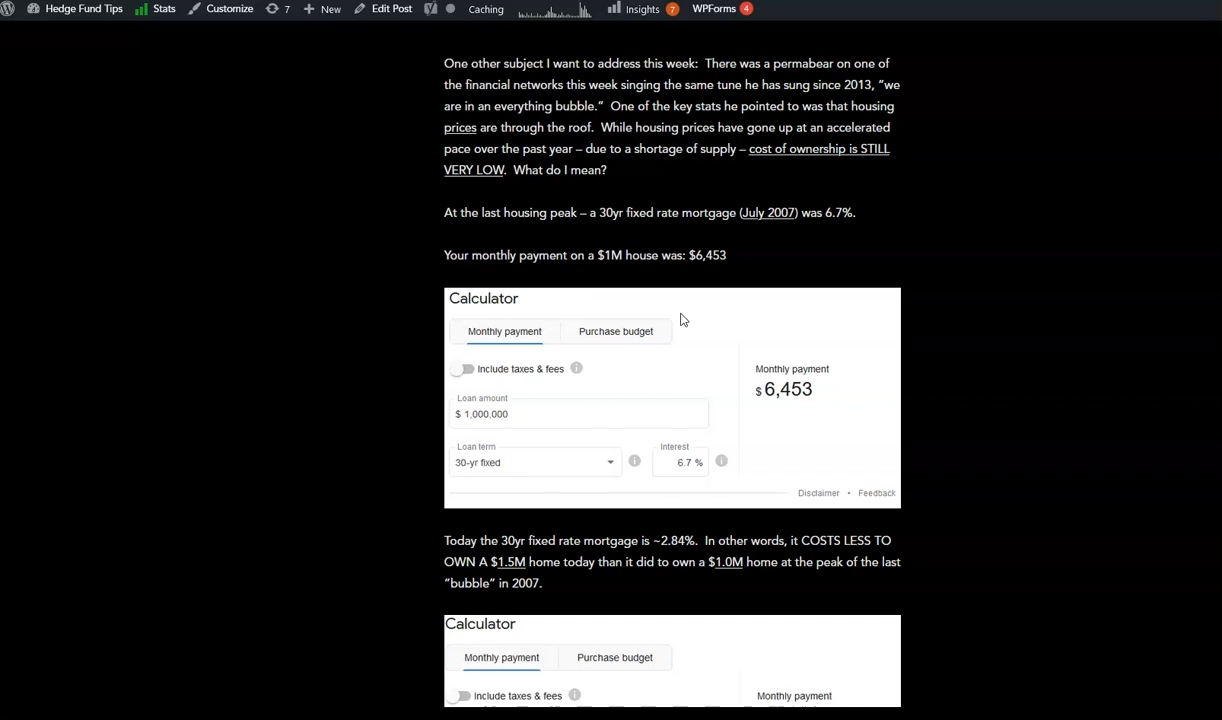 Hedge Fund Tips Stats Customize 7 New Edit Post Caching Insights 7 WPForms 4
One other subject I want to address this week: There was a permabear on one of
the financial networks this week singing the same tune he has sung since 2013, “we
are in an everything bubble.” One of the key stats he pointed to was that housing
prices are through the roof. While housing prices have gone up at an accelerated
pace over the past year – due to a shortage of supply – cost of ownership is STILL
VERY LOW. What do I mean?
At the last housing peak – a 30yr fixed rate mortgage (July 2007) was 6.7%.
Your monthly payment on a $1M house was: $6,453
Calculator
Monthly payment Purchase budget
Include taxes & fees
Monthly payment
$ 6,453
Loan amount
$ 1,000,000
Loan term
30-yr fixed
Interest
6.7 %
Disclaimer • Feedback
Today the 30yr fixed rate mortgage is ~2.84%. In other words, it COSTS LESS TO
OWN A $1.5M home today than it did to own a $1.0M home at the peak of the last
“bubble” in 2007.
Calculator
Monthly payment Purchase budget
Include taxes & fees
Monthly payment